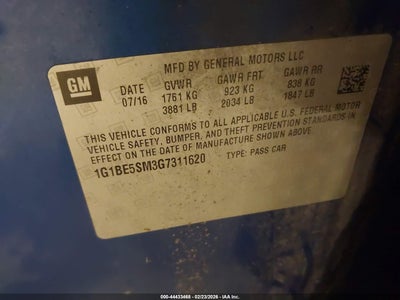 MFD BY GENERAL MOTORS LLC
GM
DATE GVWR GAWR FRT GAWR RR
07/16 1761 KG 923 KG 838 KG
3881 LB 2034 LB 1847 LB
THIS VEHICLE CONFORMS TO ALL APPLICABLE U.S. FEDERAL MOTOR
VEHICLE SAFETY, BUMPER, AND THEFT PREVENTION STANDARDS IN
EFFECT ON THE DATE OF MANUFACTURE SHOWN ABOVE.
1G1BE5SM3G7311620 TYPE: PASS CAR
000-44433468 - 02/23/2026 - IAA Inc.